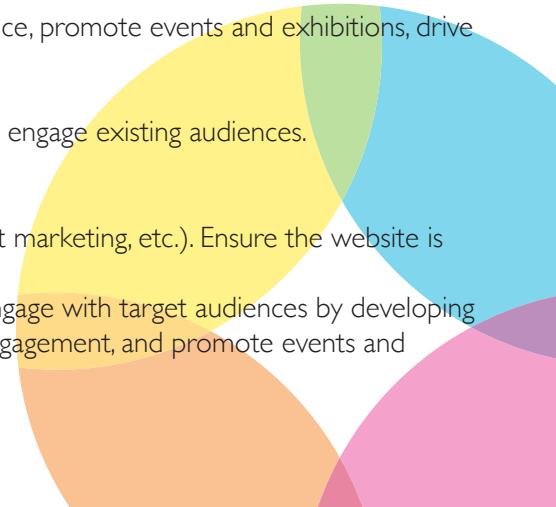 ce, promote events and exhibitions, drive
engage existing audiences.
t marketing, etc.). Ensure the website is
gage with target audiences by developing
gagement, and promote events and